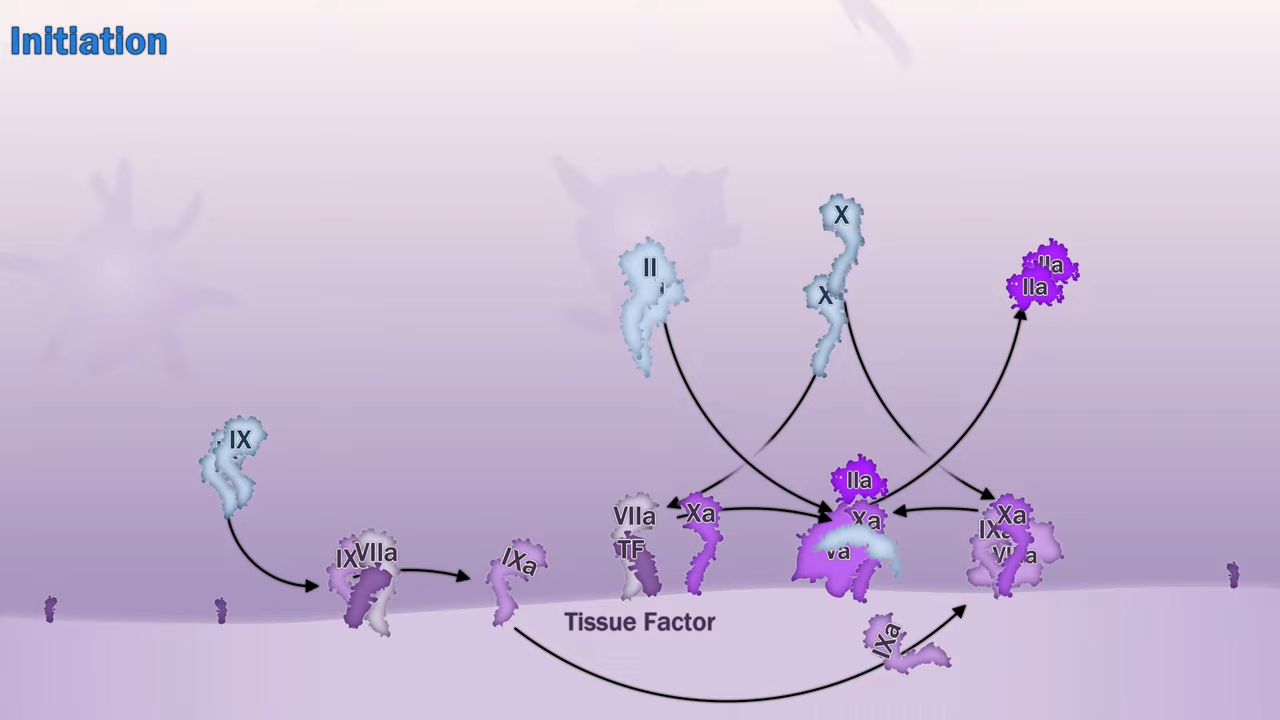 Initiation
X
IIa
II
IIa
X
IX
IIa
VIIa
Xa
Xa
Xa
TF
Va
IX
VIIa
IXa
Tissue Factor
IXa